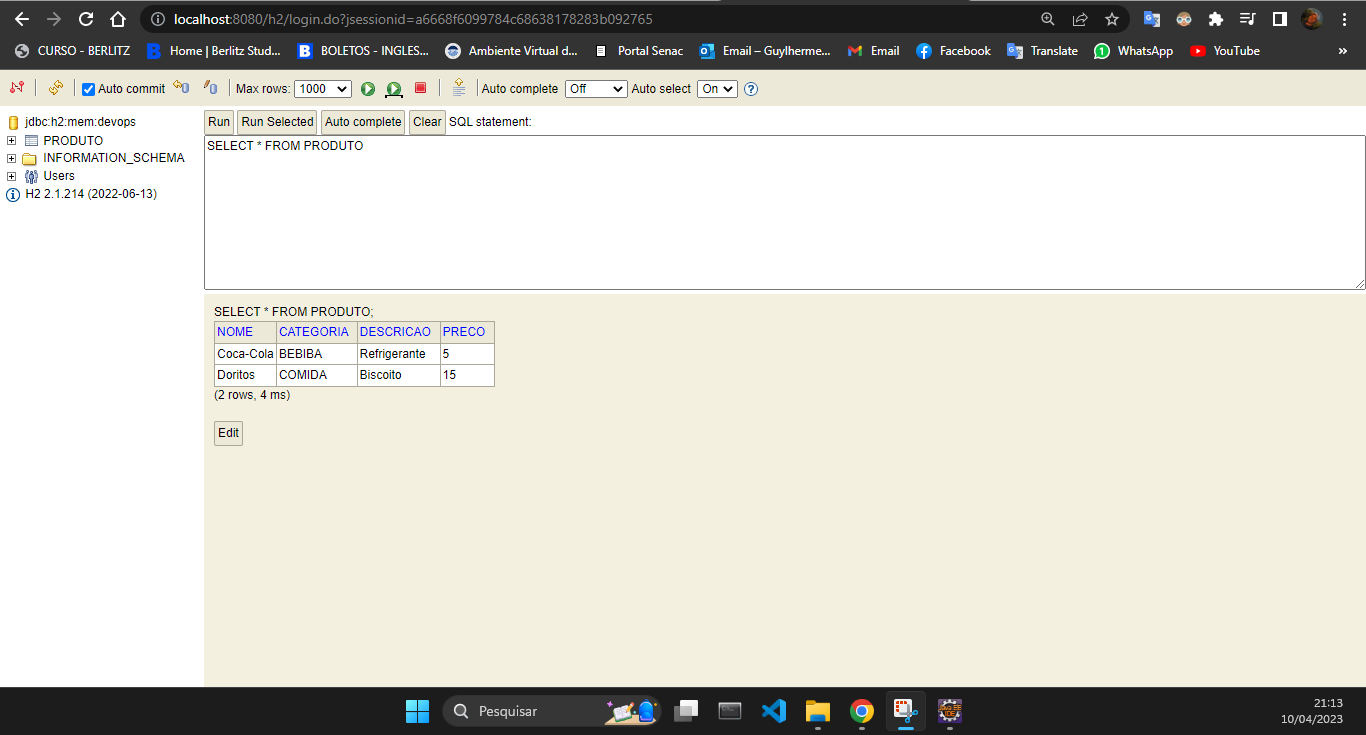 localhost:8080/h2/login.do?jsessionid=a6668f6099784c68638178283b092765
CURSO - BERLITZ Home | Berlitz Stud... BOLETOS - INGLES... Ambiente Virtual d... Portal Senac Email – Guylherme... Email Facebook Translate WhatsApp YouTube »
Auto commit Max rows: 1000 Auto complete Off Auto select On ?
jdbc:h2:mem:devops
PRODUTO
INFORMATION_SCHEMA
Users
H2 2.1.214 (2022-06-13)
Run Run Selected Auto complete Clear SQL statement:
SELECT * FROM PRODUTO
SELECT * FROM PRODUTO;
NOME CATEGORIA DESCRICAO PRECO
Coca-Cola BEBIBA Refrigerante 5
Doritos COMIDA Biscoito 15
(2 rows, 4 ms)
Edit
Pesquisar
21:13
10/04/2023